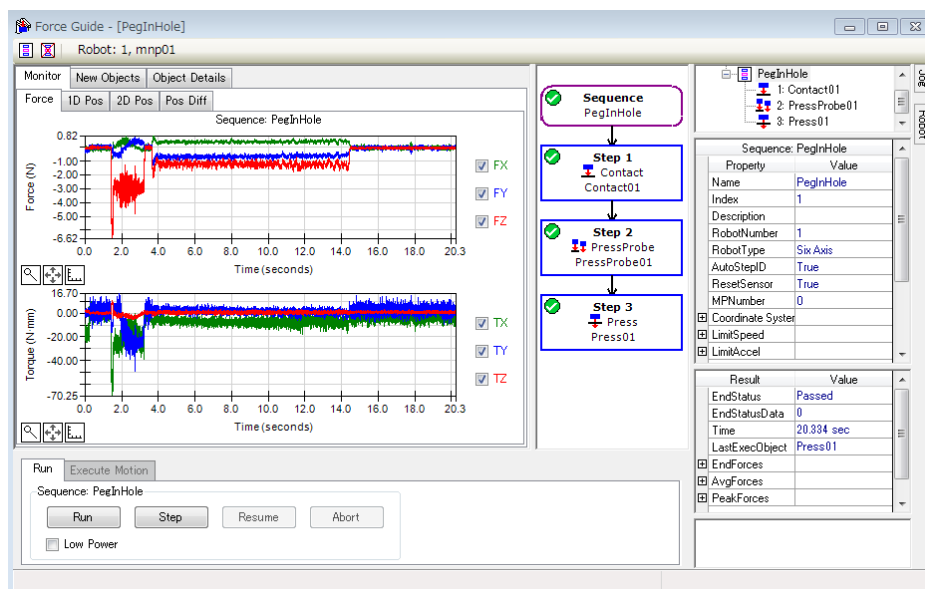 Force Guide - [PegInHole]
Robot: 1, mnp01
Monitor New Objects Object Details
Force 1D Pos 2D Pos Pos Diff
Sequence: PegInHole
Force (N)
0.82
-1.00
-2.00
-3.00
-4.00
-5.00
-6.62
0.0 2.0 4.0 6.0 8.0 10.0 12.0 14.0 16.0 18.0 20.3
Time (seconds)
FX
FY
FZ
Torque (N·mm)
16.70
0.00
-20.00
-40.00
-70.25
0.0 2.0 4.0 6.0 8.0 10.0 12.0 14.0 16.0 18.0 20.3
Time (seconds)
TX
TY
TZ
Sequence
PegInHole
Step 1
Contact
Contact01
Step 2
PressProbe
PressProbe01
Step 3
Press
Press01
PegInHole
1: Contact01
2: PressProbe01
3: Press01
Jog
Robot
Sequence: PegInHole
Property Value
Name PegInHole
Index 1
Description
RobotNumber 1
RobotType Six Axis
AutoStepID True
ResetSensor True
MPNumber 0
Coordinate System
LimitSpeed
LimitAccel
Result Value
EndStatus Passed
EndStatusData 0
Time 20.334 sec
LastExecObject Press01
EndForces
AvgForces
PeakForces
Run Execute Motion
Sequence: PegInHole
Run Step Resume Abort
Low Power